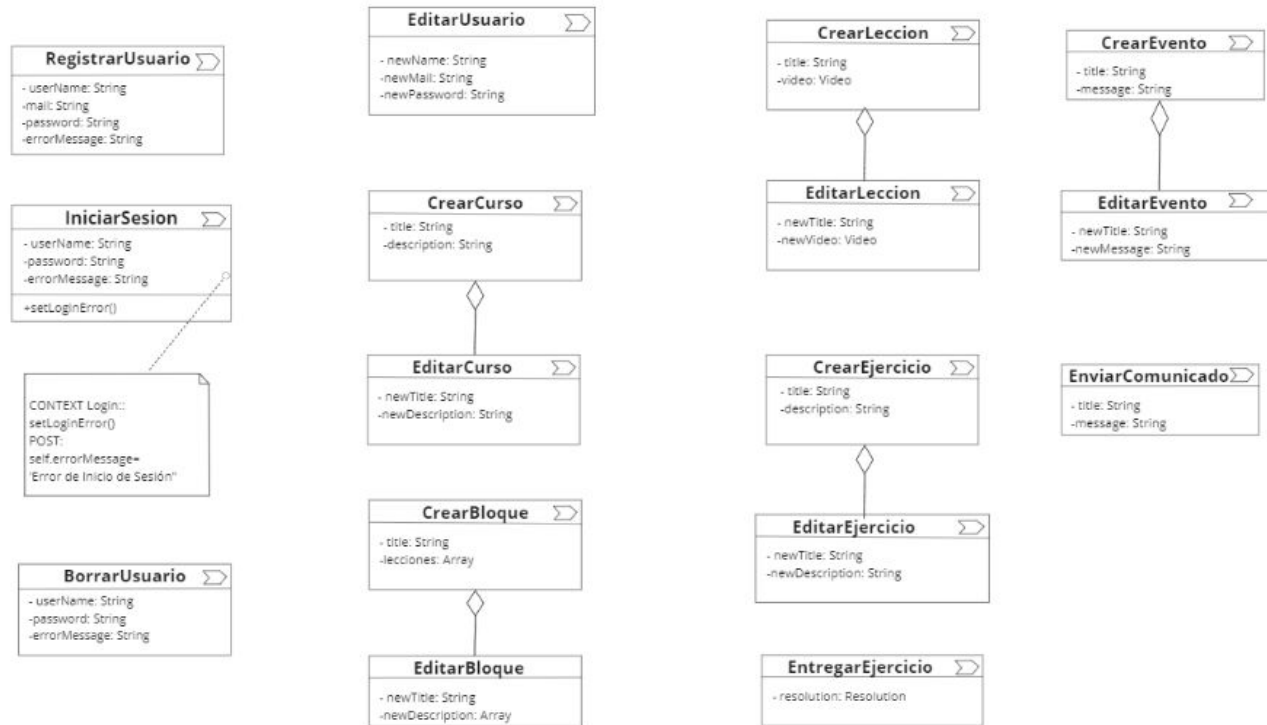 RegistrarUsuario
- userName: String
-mail: String
-password: String
-errorMessage: String
IniciarSesion
- userName: String
-password: String
-errorMessage: String
+setLoginError()
CONTEXT Login::
setLoginError()
POST:
self.errorMessage=
'Error de Inicio de Sesión"
BorrarUsuario
- userName: String
-password: String
-errorMessage: String
EditarUsuario
- newName: String
-newMail: String
-newPassword: String
CrearCurso
- title: String
-description: String
EditarCurso
- newTitle: String
-newDescription: String
CrearBloque
- title: String
-lecciones: Array
EditarBloque
- newTitle: String
-newDescription: Array
CrearLeccion
- title: String
-video: Video
EditarLeccion
- newTitle: String
-newVideo: Video
CrearEjercicio
- title: String
-description: String
EditarEjercicio
- newTitle: String
-newDescription: String
EntregarEjercicio
- resolution: Resolution
CrearEvento
- title: String
-message: String
EditarEvento
- newTitle: String
-newMessage: String
EnviarComunicado
- title: String
-message: String